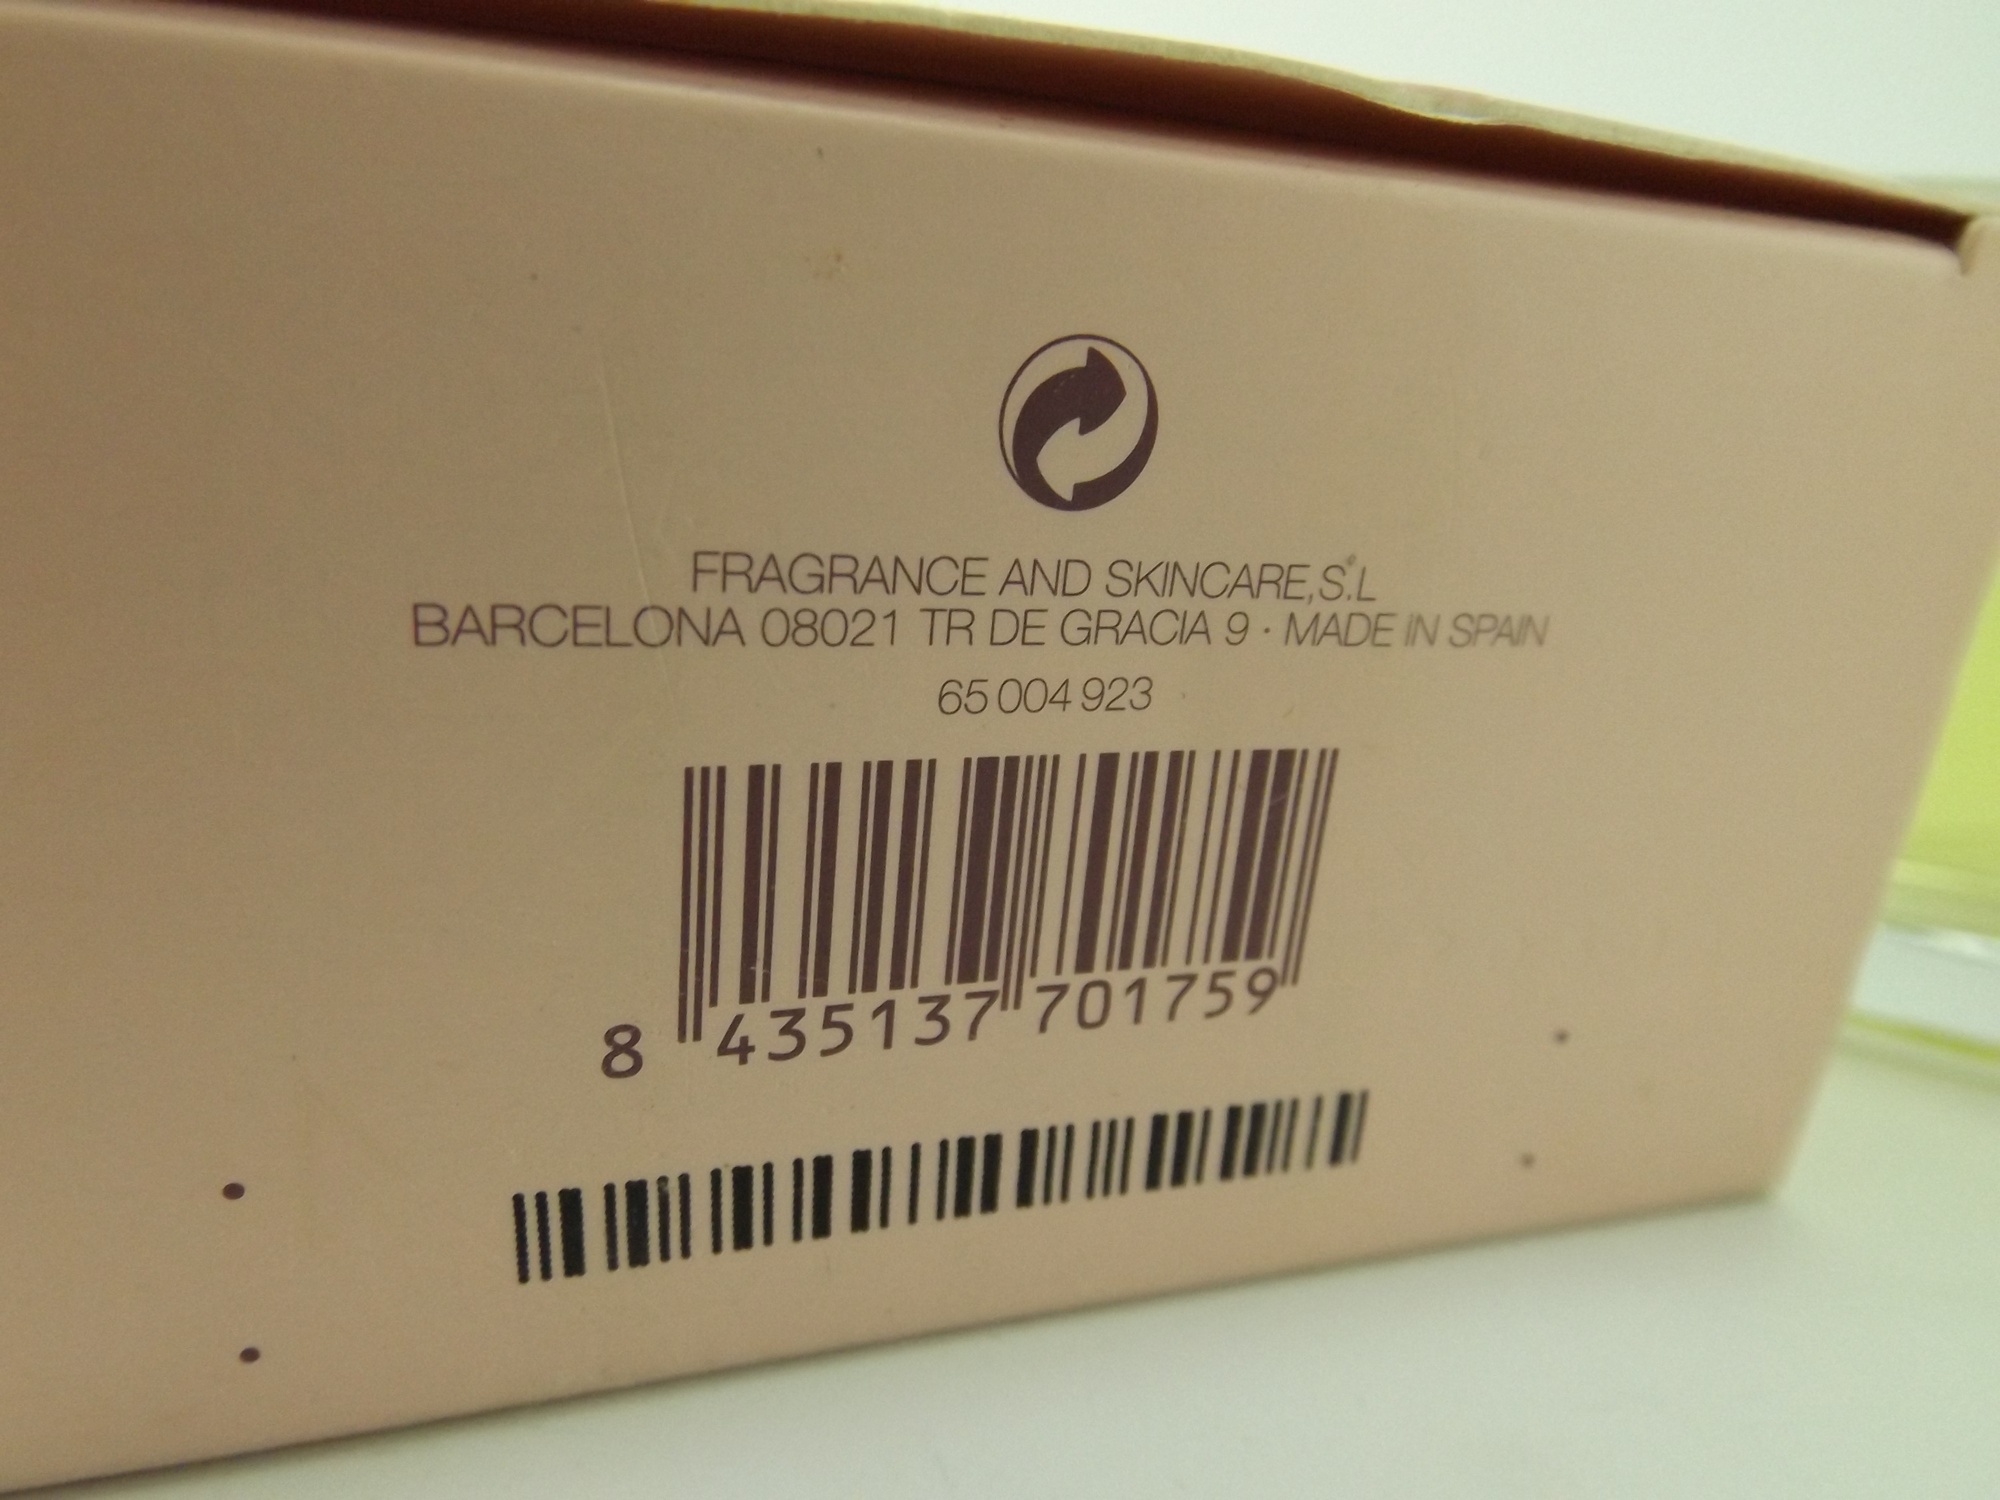 FRAGRANCE AND SKINCARE, S.L
BARCELONA 08021 TR DE GRACIA 9 · MADE IN SPAIN
65 004 923
8 435137 701759